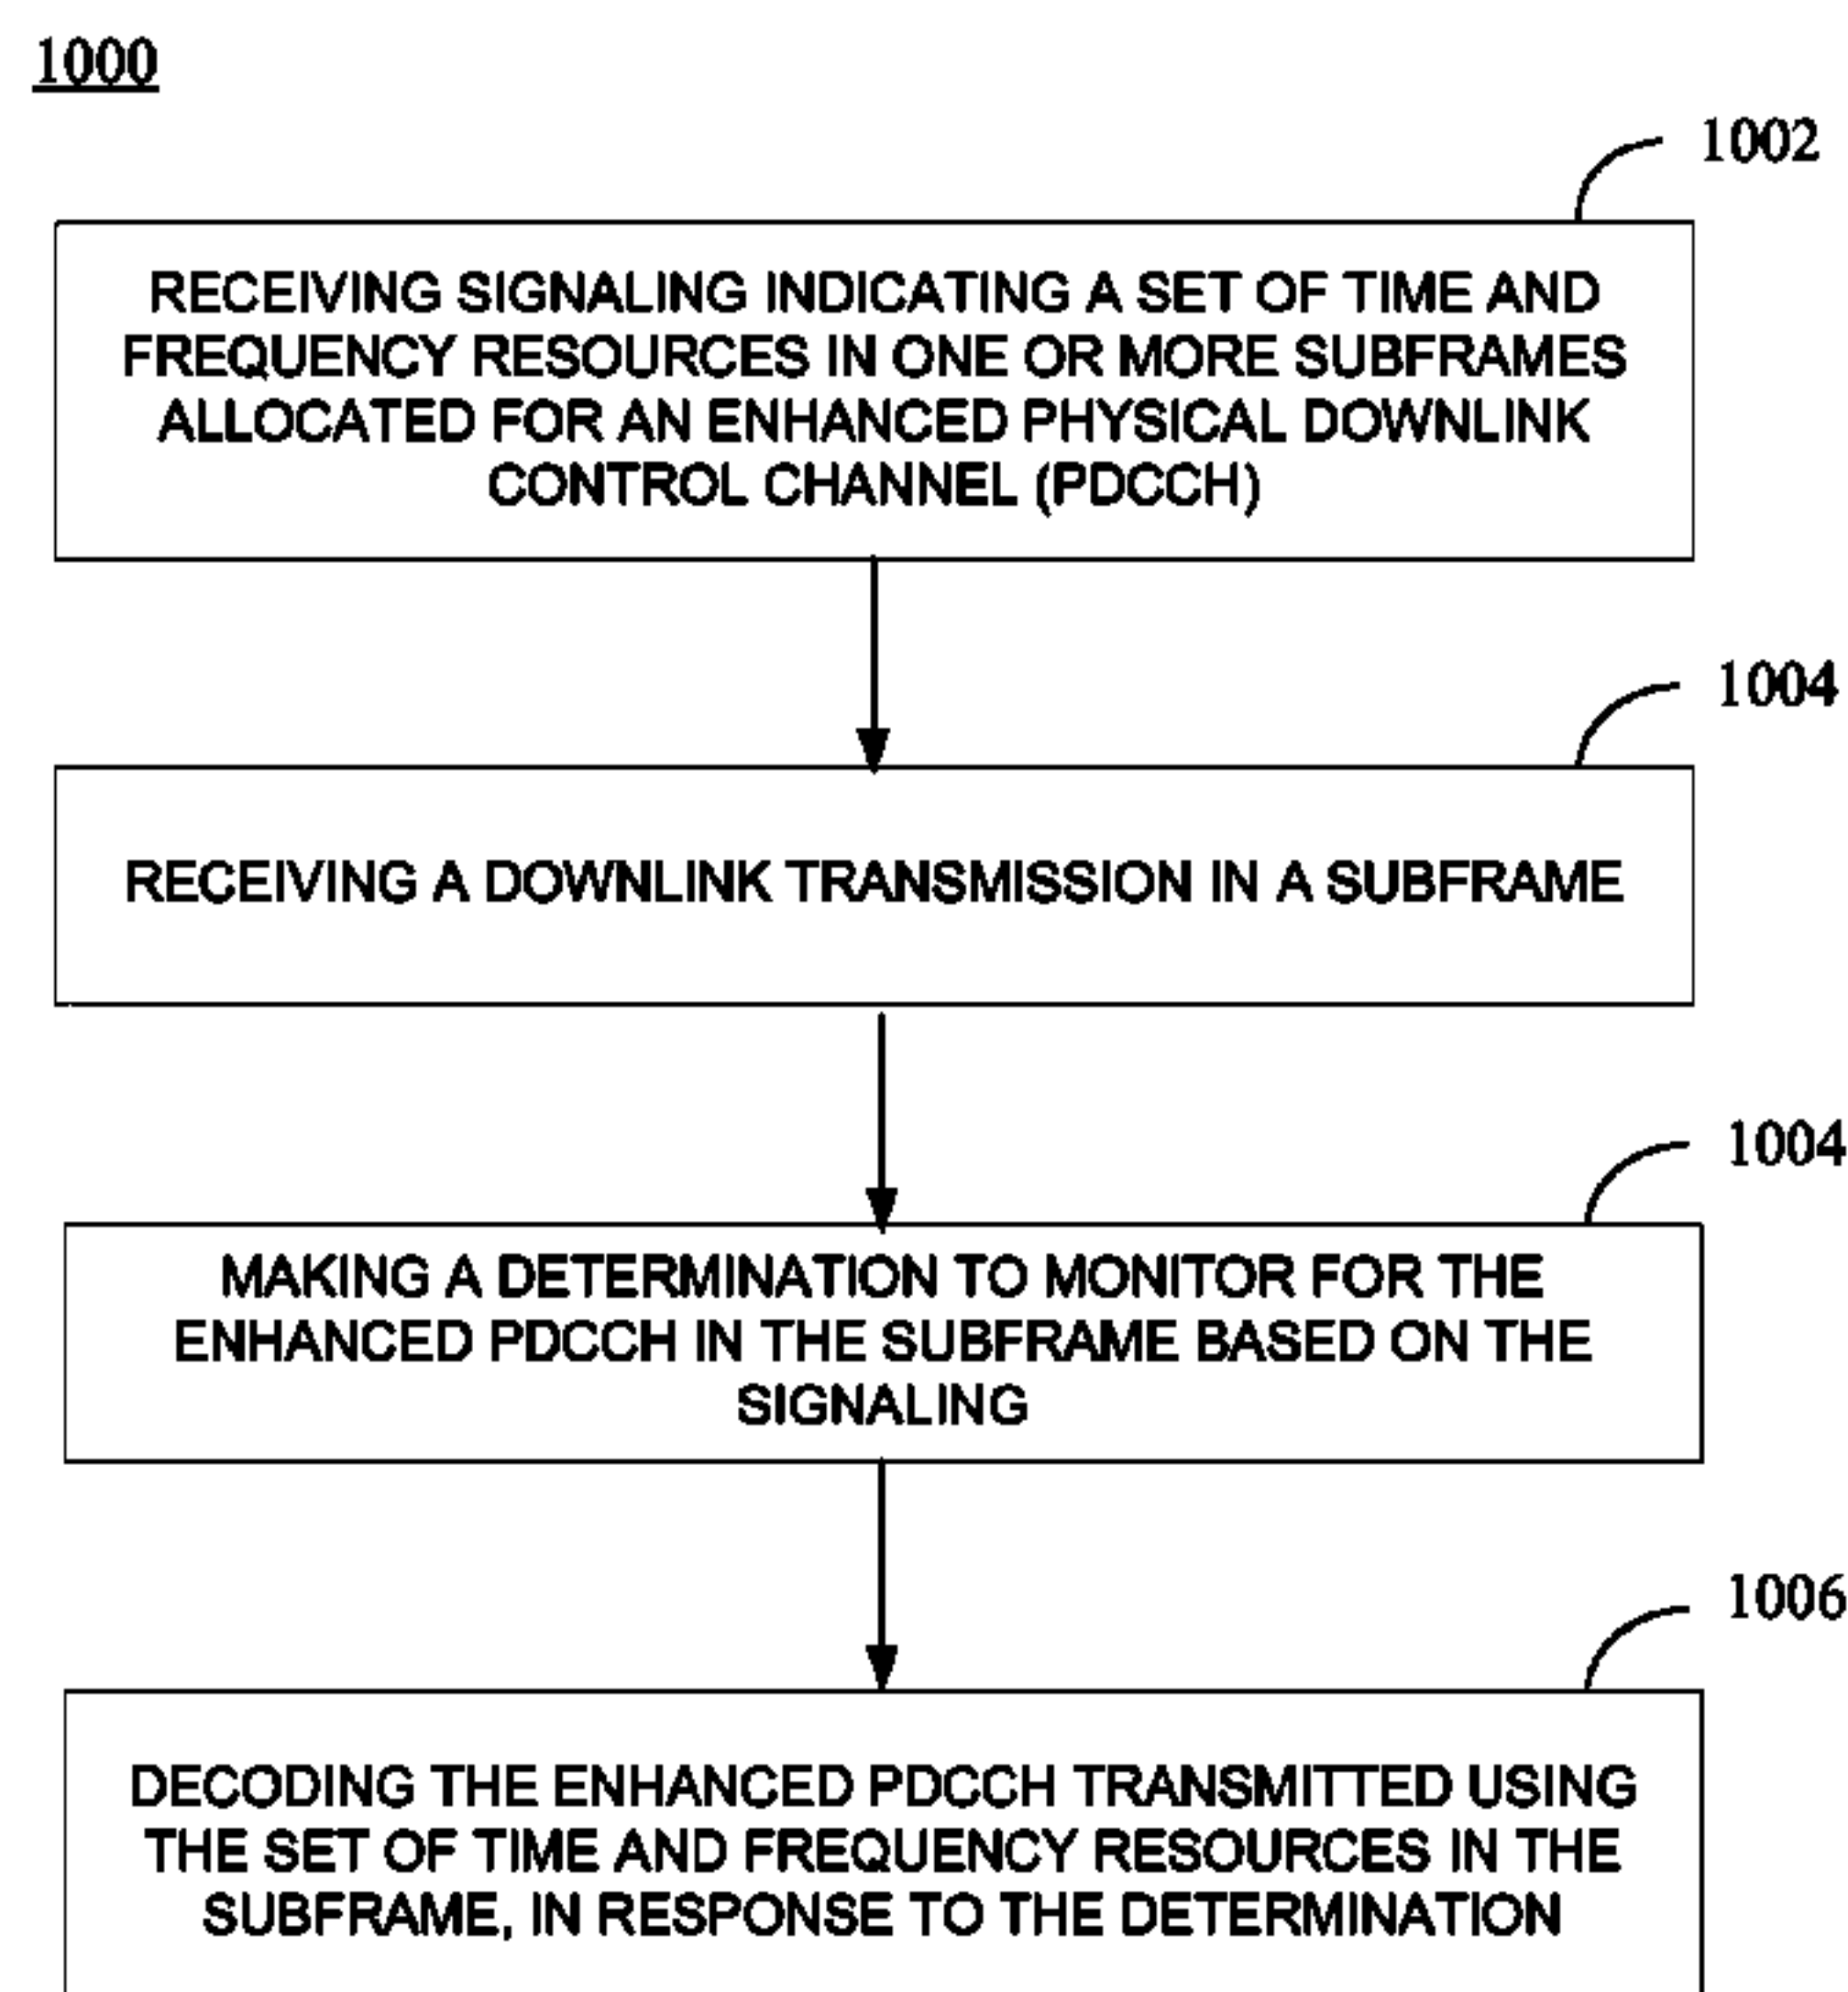 1000
1002
RECEIVING SIGNALING INDICATING A SET OF TIME AND
FREQUENCY RESOURCES IN ONE OR MORE SUBFRAMES
ALLOCATED FOR AN ENHANCED PHYSICAL DOWNLINK
CONTROL CHANNEL (PDCCH)
1004
RECEIVING A DOWNLINK TRANSMISSION IN A SUBFRAME
1004
MAKING A DETERMINATION TO MONITOR FOR THE
ENHANCED PDCCH IN THE SUBFRAME BASED ON THE
SIGNALING
1006
DECODING THE ENHANCED PDCCH TRANSMITTED USING
THE SET OF TIME AND FREQUENCY RESOURCES IN THE
SUBFRAME, IN RESPONSE TO THE DETERMINATION